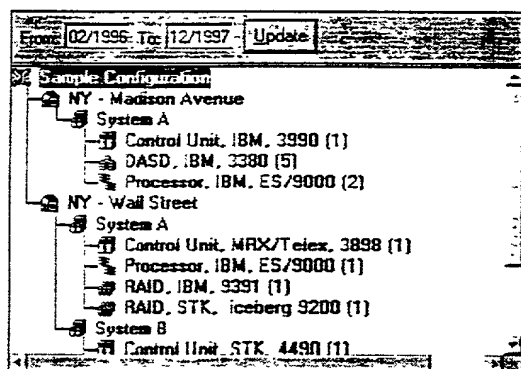 From: 02/1996 To: 12/1997 Update
Sample Configuration
NY - Madison Avenue
System A
Control Unit, IBM, 3990 (1)
DASD, IBM, 3380 (5)
Processor, IBM, ES/9000 (2)
NY - Wall Street
System A
Control Unit, MRX/Telex, 3898 (1)
Processor, IBM, ES/9000 (1)
RAID, IBM, 9391 (1)
RAID, STK, iceberg 9200 (1)
System B
Control Unit, STK, 4490 (1)